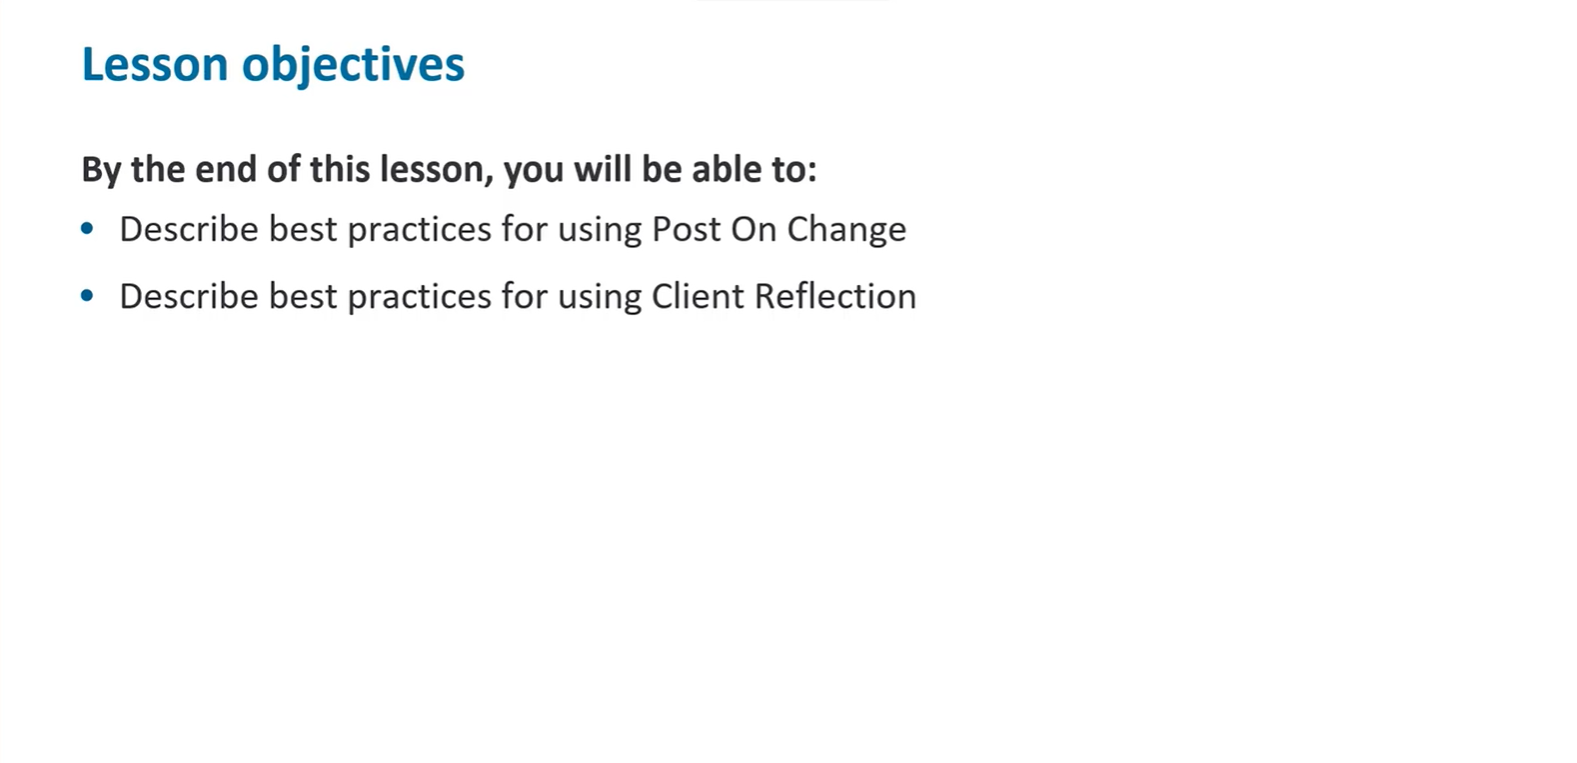 Lesson objectives
By the end of this lesson, you will be able to:
• Describe best practices for using Post On Change
• Describe best practices for using Client Reflection